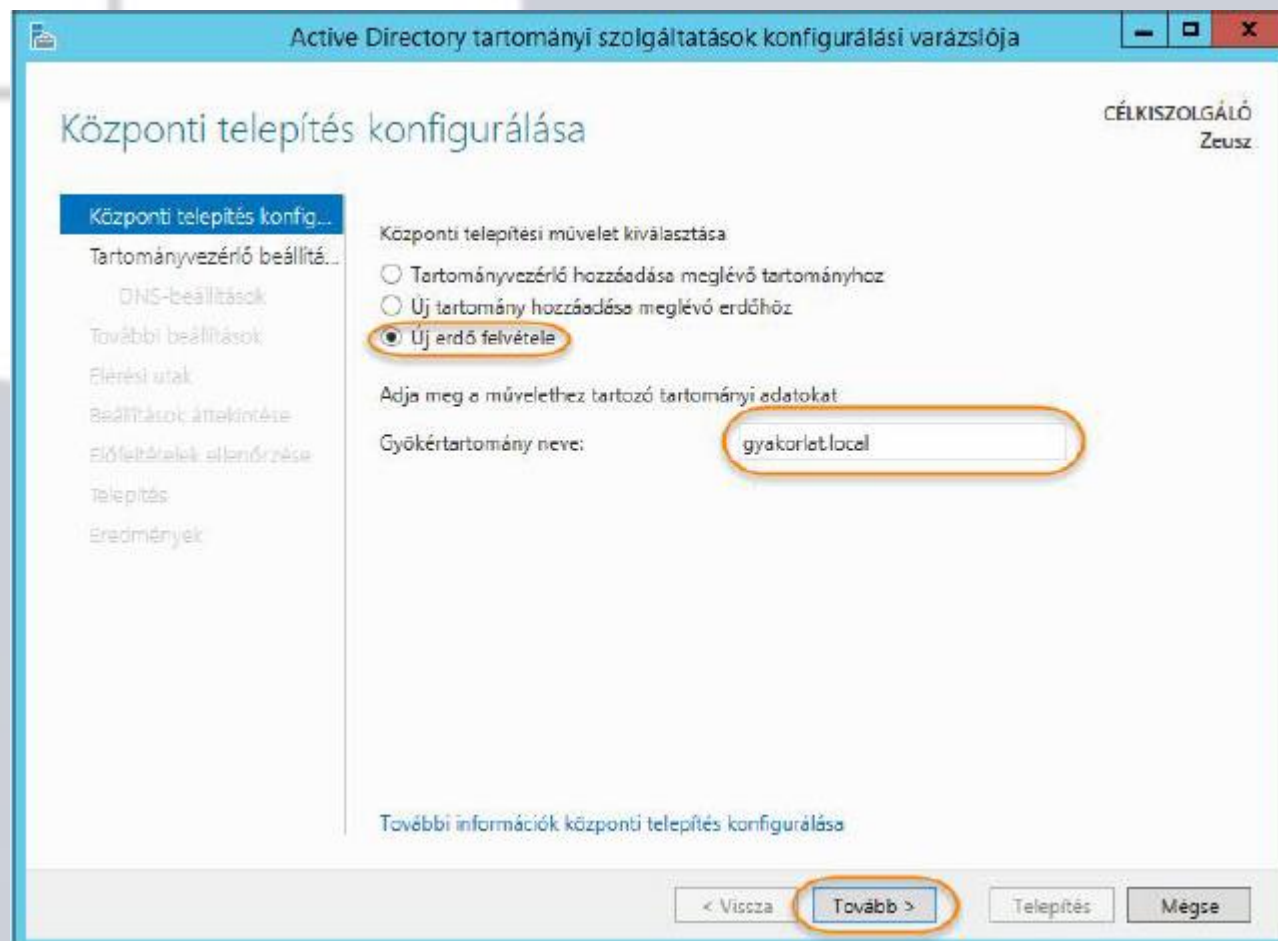 Active Directory tartományi szolgáltatások konfigurálási varázslója
Központi telepítés konfigurálása
CÉLKISZOLGÁLÓ
Zeusz
Központi telepítés konfig...
Tartományvezérlő beállítá...
DNS-beállítások
További beállítások
Elérési utak
Beállítások áttekintése
Előfeltételek ellenőrzése
Telepítés
Eredmények
Központi telepítési művelet kiválasztása
Tartományvezérlő hozzáadása meglévő tartományhoz
Új tartomány hozzáadása meglévő erdőhöz
Új erdő felvétele
Adja meg a művelethez tartozó tartományi adatokat
Gyökértartomány neve:
gyakorlat.local
További információk központi telepítés konfigurálása
< Vissza
Tovább >
Telepítés
Mégse